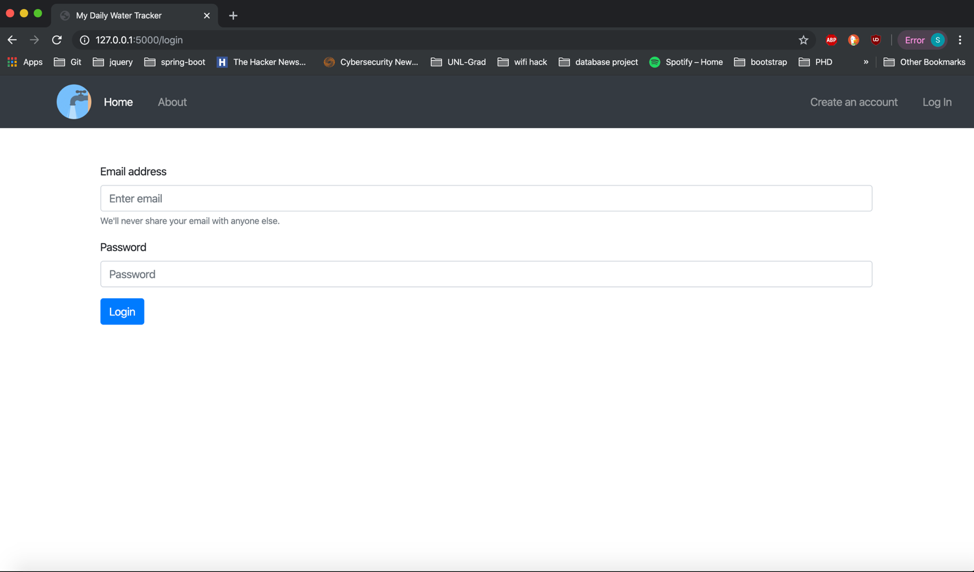 My Daily Water Tracker
127.0.0.1:5000/login
ABP
UD
Error
S
Apps Git jquery spring-boot H The Hacker News... Cybersecurity New... UNL-Grad wifi hack database project Spotify – Home bootstrap PHD » Other Bookmarks
Home About Create an account Log In
Email address
Enter email
We'll never share your email with anyone else.
Password
Password
Login